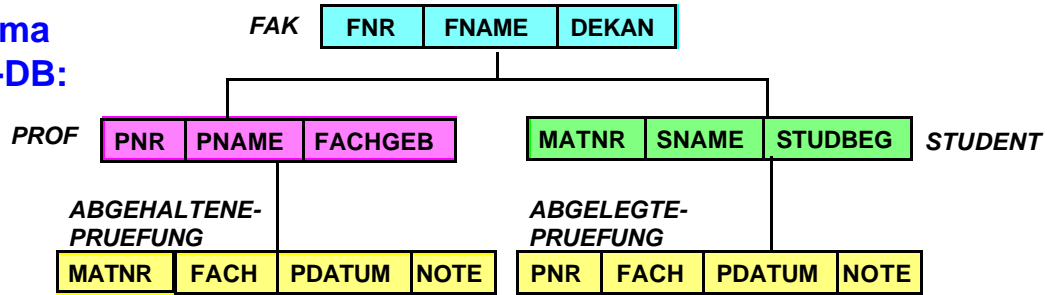 ma
-DB:
FAK FNR FNAME DEKAN
PROF PNR PNAME FACHGEB MATNR SNAME STUDBEG STUDENT
ABGEHALTENE- ABGELEGTE-
PRUEFUNG PRUEFUNG
MATNR FACH PDATUM NOTE PNR FACH PDATUM NOTE